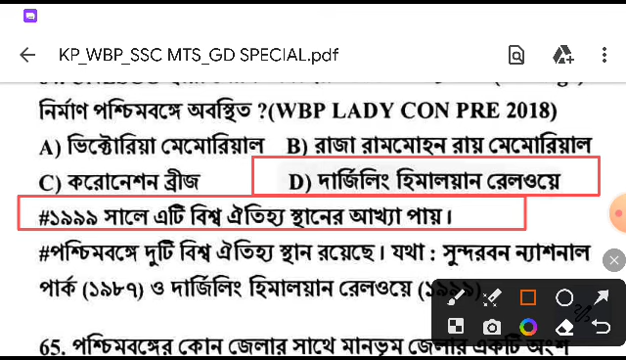 KP_WBP_SSC MTS_GD SPECIAL.pdf
নির্মাণ পশ্চিমবঙ্গে অবস্থিত ?(WBP LADY CON PRE 2018)
A) ভিক্টোরিয়া মেমোরিয়াল B) রাজা রামমোহন রায় মেমোরিয়াল
C) করোনেশন ব্রীজ D) দার্জিলিং হিমালয়ান রেলওয়ে
#১৯৯৯ সালে এটি বিশ্ব ঐতিহ্য স্থানের আখ্যা পায়।
#পশ্চিমবঙ্গে দুটি বিশ্ব ঐতিহ্য স্থান রয়েছে। যথা : সুন্দরবন ন্যাশনাল
পার্ক (১৯৮৭) ও দার্জিলিং হিমালয়ান রেলওয়ে (১৯৯৯)
65. পশ্চিমবঙ্গের কোন জেলার সাথে মানভূম জেলার একটি অংশ